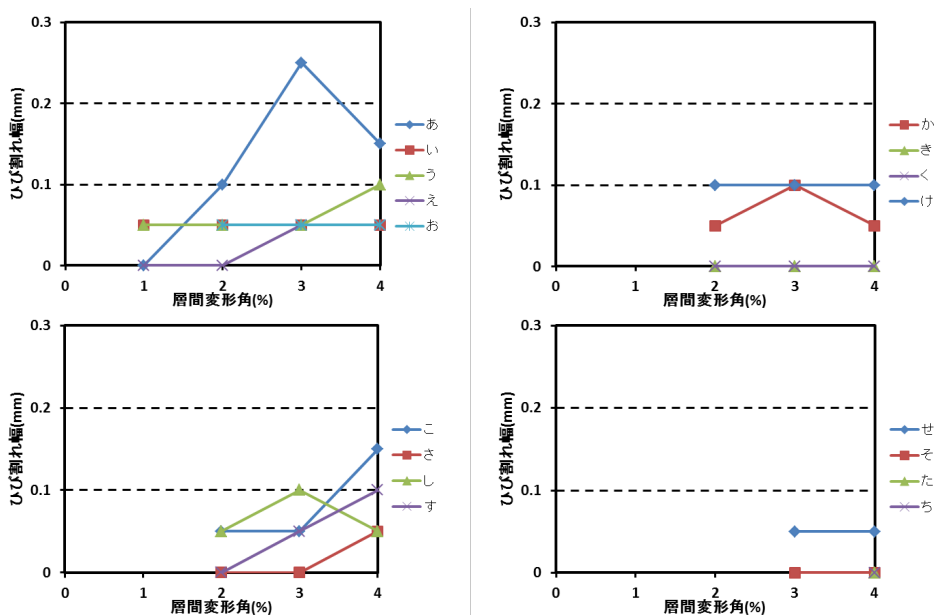 ひび割れ幅(mm)
0.3
0.2
0.1
0
0 1 2 3 4
層間変形角(%)
あ
い
う
え
お
ひび割れ幅(mm)
0.3
0.2
0.1
0
0 1 2 3 4
層間変形角(%)
か
き
く
け
ひび割れ幅(mm)
0.3
0.2
0.1
0
0 1 2 3 4
層間変形角(%)
こ
さ
し
す
ひび割れ幅(mm)
0.3
0.2
0.1
0
0 1 2 3 4
層間変形角(%)
せ
そ
た
ち